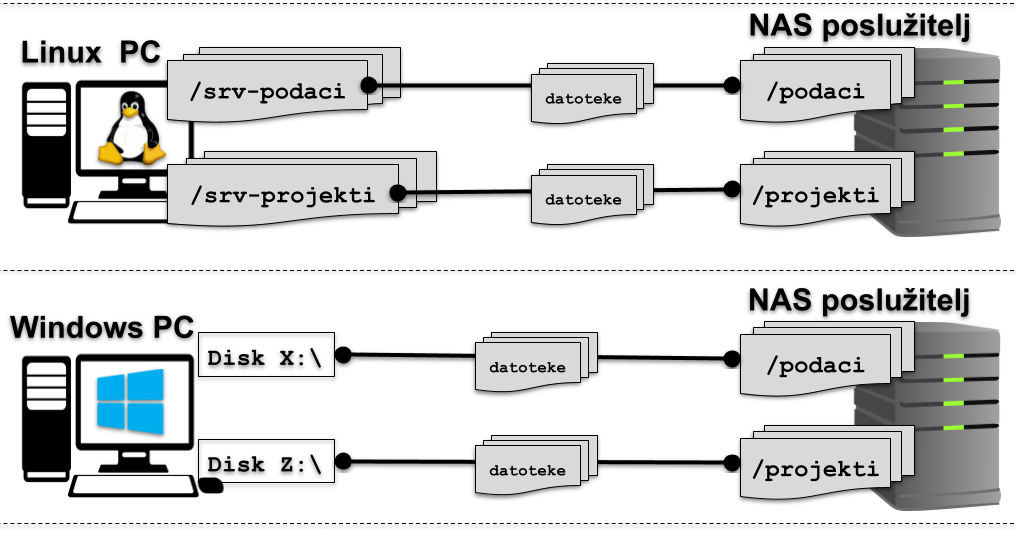 NAS poslužitelj
Linux PC
/srv-podaci
datoteke
/podaci
/srv-projekti
datoteke
/projekti
NAS poslužitelj
Windows PC
Disk X:\
datoteke
/podaci
Disk Z:\
datoteke
/projekti